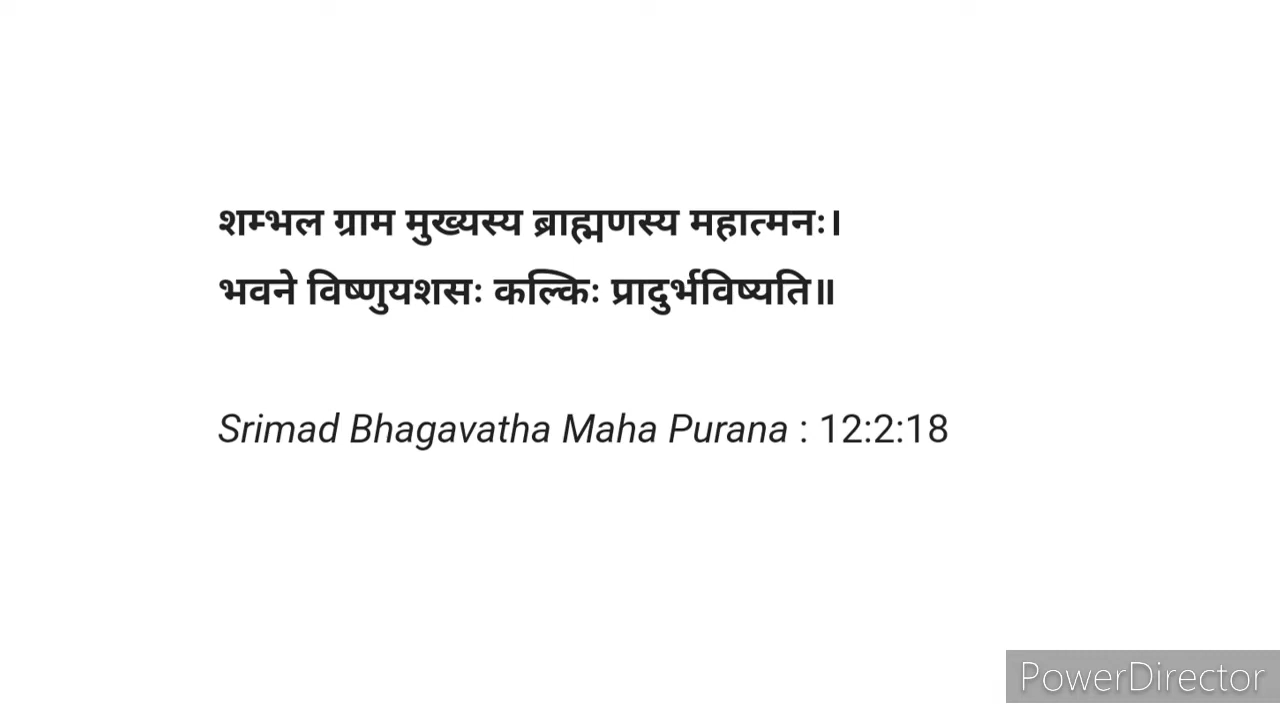 शम्भल ग्राम मुख्यस्य ब्राह्मणस्य महात्मनः।
भवने विष्णुयशसः कल्किः प्रादुर्भविष्यति॥
Srimad Bhagavatha Maha Purana : 12:2:18
PowerDirector